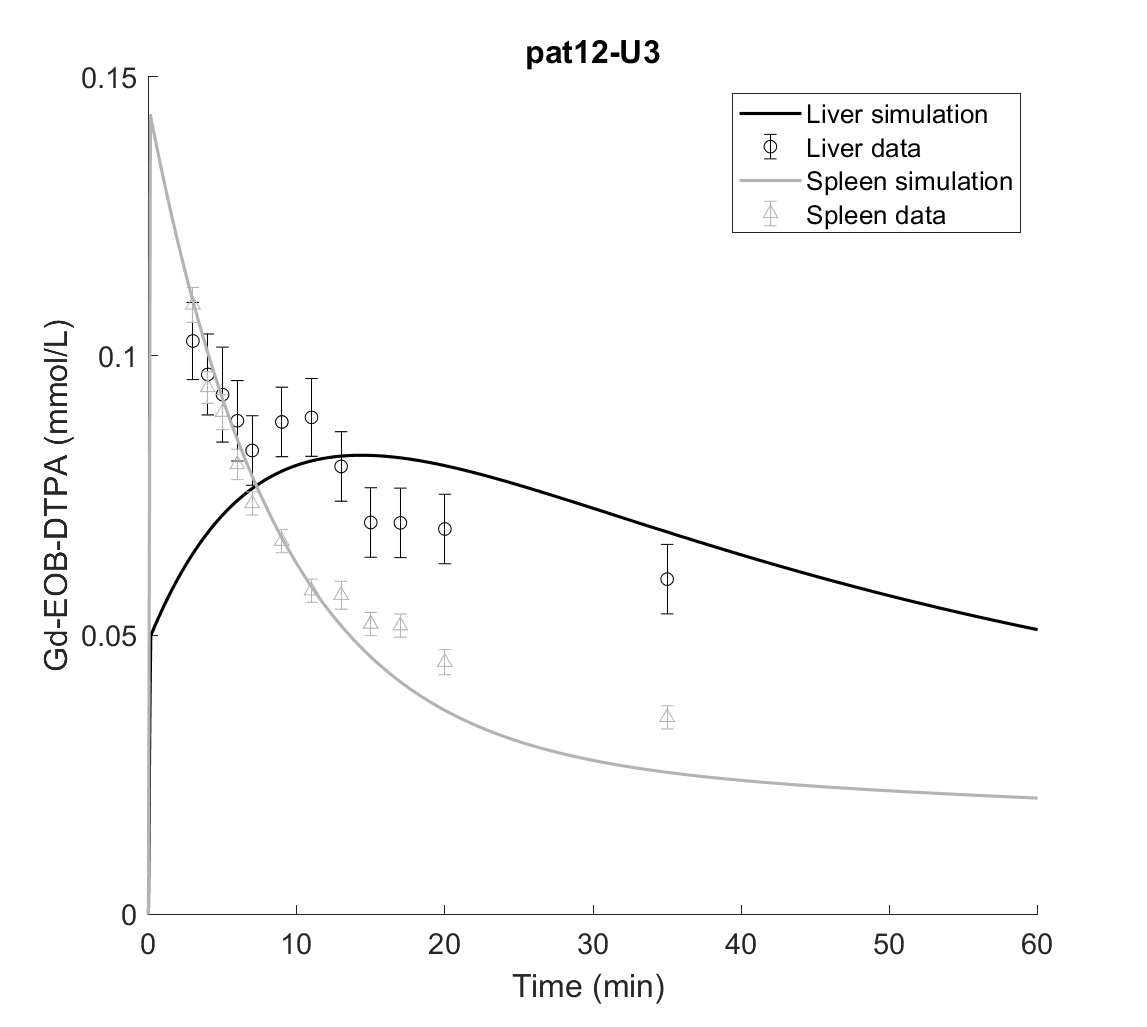 pat12-U3
Liver simulation
Liver data
Spleen simulation
Spleen data
0.15
0.1
0.05
0
Gd-EOB-DTPA (mmol/L)
0 10 20 30 40 50 60
Time (min)